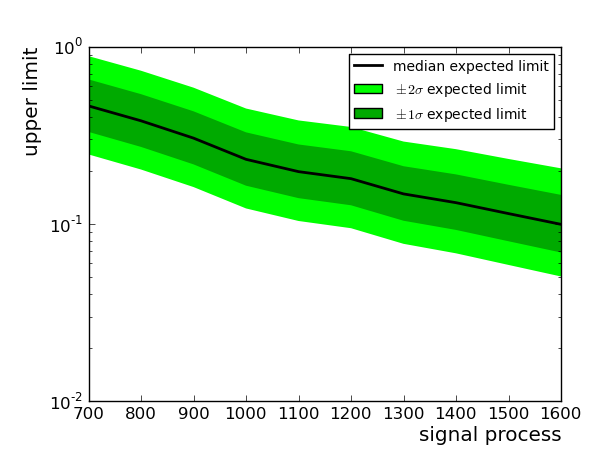 upper limit
10^0
10^-1
10^-2
median expected limit
±2σ expected limit
±1σ expected limit
700 800 900 1000 1100 1200 1300 1400 1500 1600
signal process